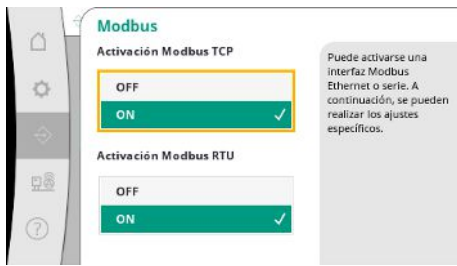 Modbus
Activación Modbus TCP
OFF
ON
Activación Modbus RTU
OFF
ON
Puede activarse una
interfaz Modbus
Ethernet o serie. A
continuación, se pueden
realizar los ajustes
específicos.